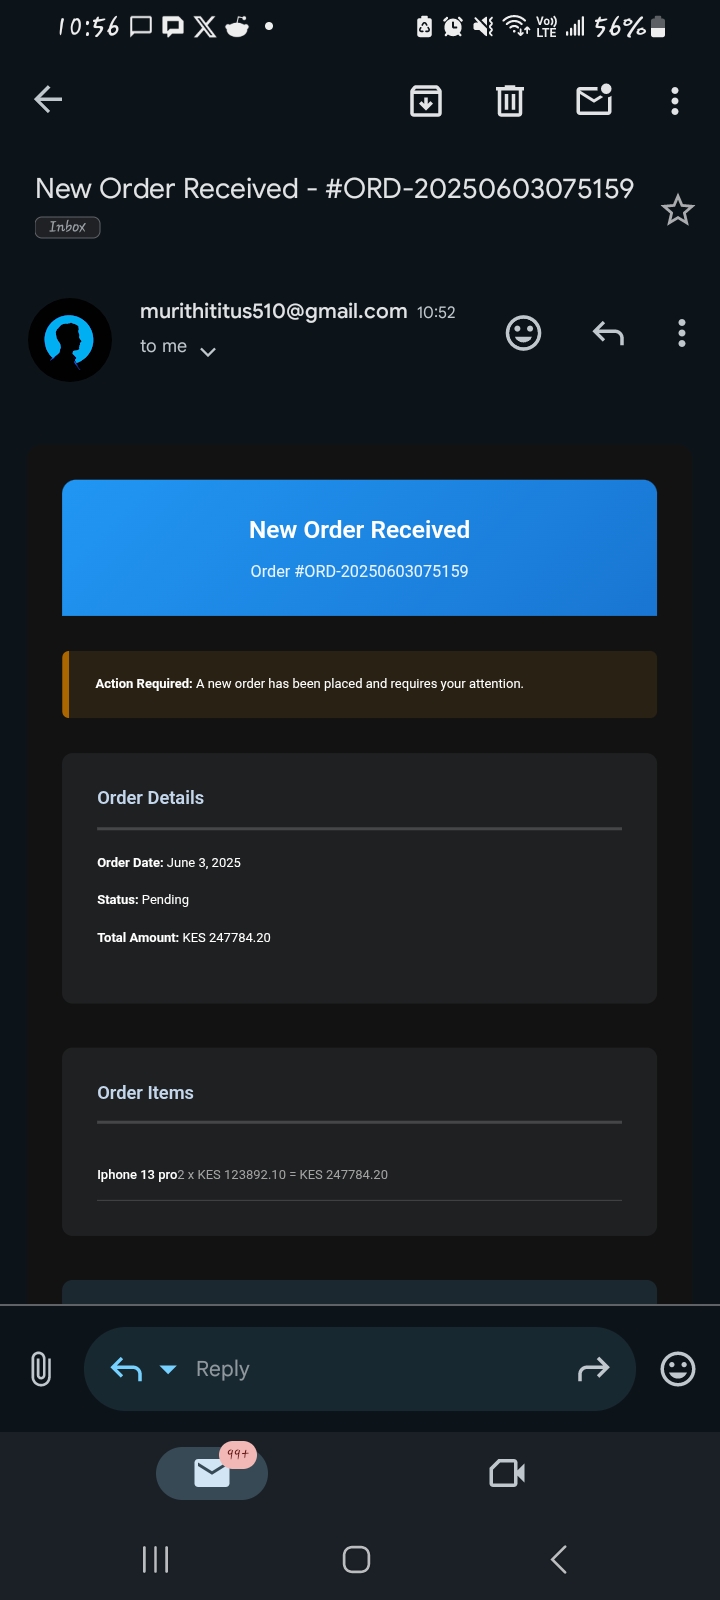 10:56
Vo)) LTE
56%
New Order Received - #ORD-20250603075159
Inbox
murithititus510@gmail.com 10:52
to me
New Order Received
Order #ORD-20250603075159
Action Required: A new order has been placed and requires your attention.
Order Details
Order Date: June 3, 2025
Status: Pending
Total Amount: KES 247784.20
Order Items
Iphone 13 pro2 x KES 123892.10 = KES 247784.20
Reply
99+